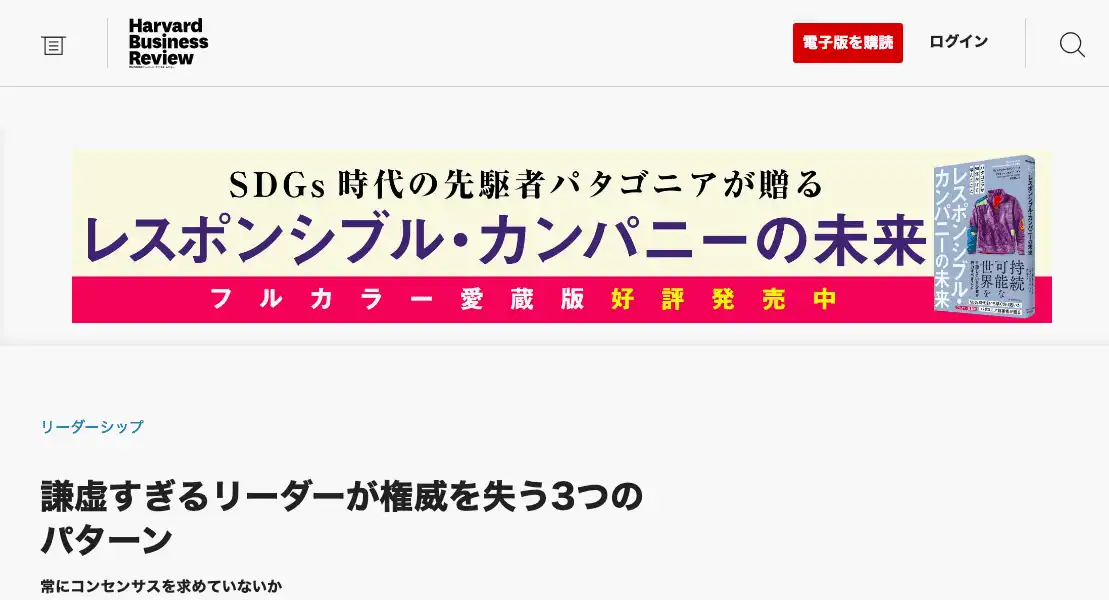 Harvard
Business
Review
電子版を購読
ログイン
SDGs 時代の先駆者パタゴニアが贈る
レスポンシブル・カンパニーの未来
フルカラー愛蔵版 好評発売中
レスポンシブル・
カンパニーの未来
持続
可能な
世界を
リーダーシップ
謙虚すぎるリーダーが権威を失う3つの
パターン
常にコンセンサスを求めていないか